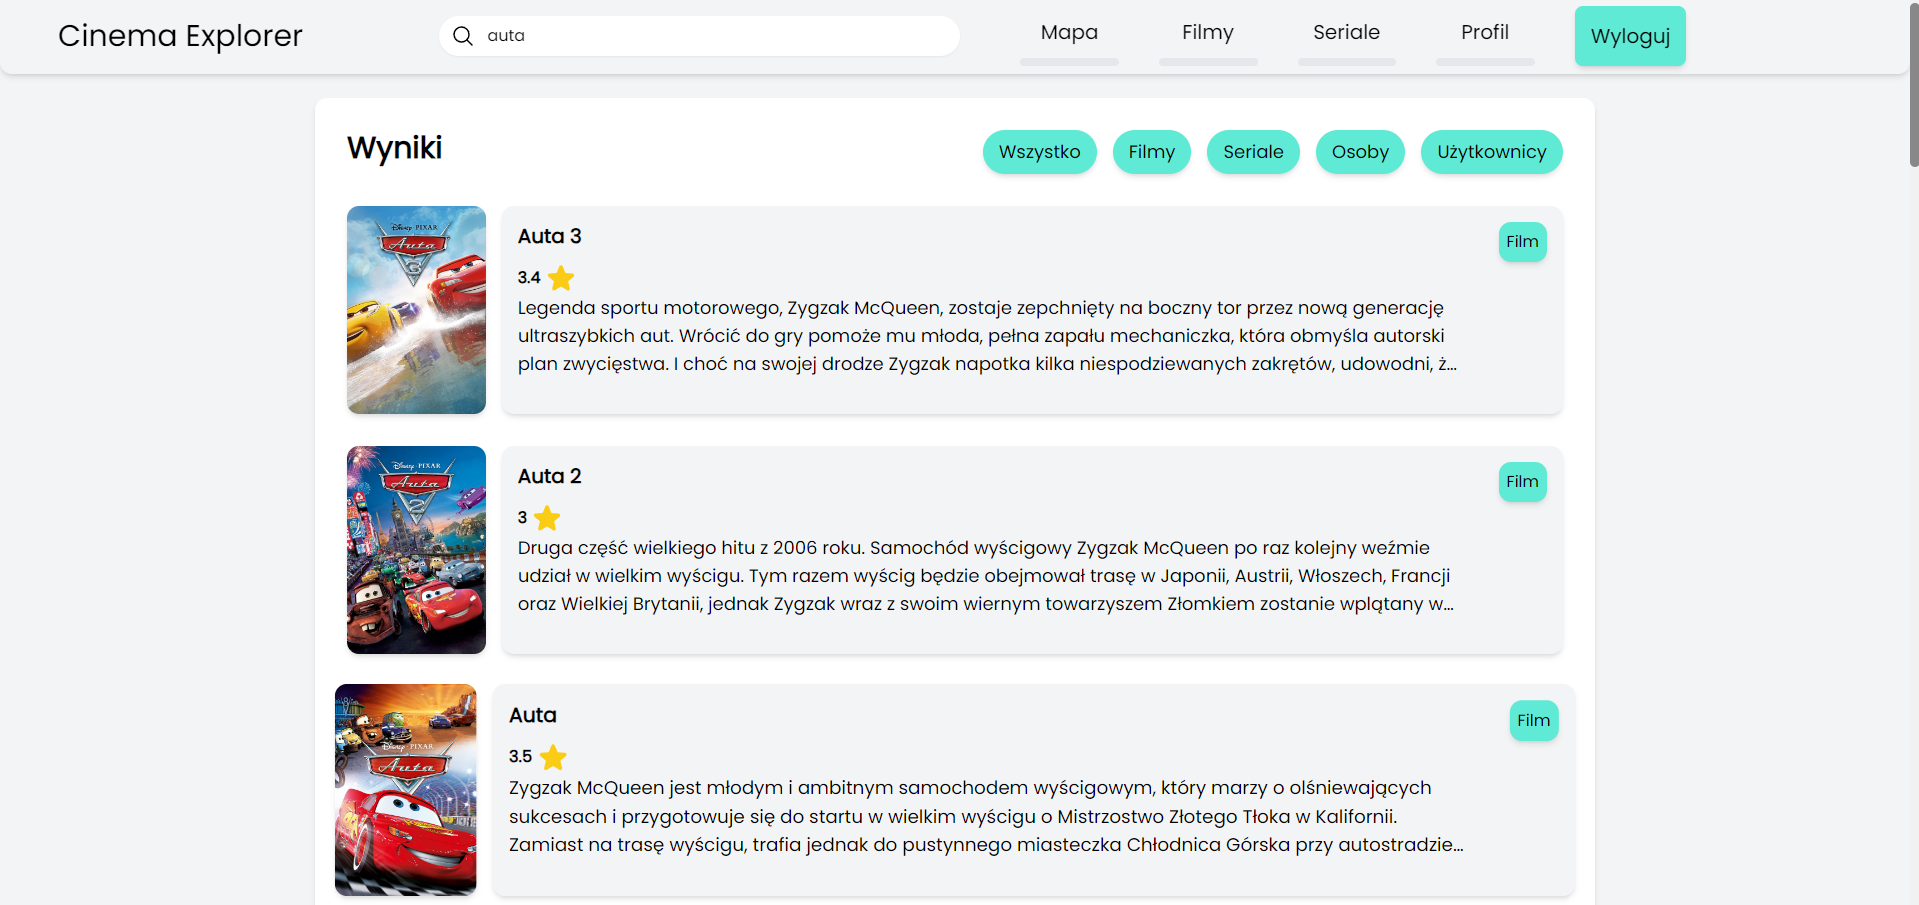 Cinema Explorer
auta
Mapa
Filmy
Seriale
Profil
Wyloguj
Wyniki
Wszystko
Filmy
Seriale
Osoby
Użytkownicy
Disney PIXAR
Auta
3
Auta 3
Film
3.4
Legenda sportu motorowego, Zygzak McQueen, zostaje zepchnięty na boczny tor przez nową generację
ultraszybkich aut. Wrócić do gry pomoże mu młoda, pełna zapału mechaniczka, która obmyśla autorski
plan zwycięstwa. I choć na swojej drodze Zygzak napotka kilka niespodziewanych zakrętów, udowodni, ż...
Disney PIXAR
Auta
2
Auta 2
Film
3
Druga część wielkiego hitu z 2006 roku. Samochód wyścigowy Zygzak McQueen po raz kolejny weźmie
udział w wielkim wyścigu. Tym razem wyścig będzie obejmował trasę w Japonii, Austrii, Włoszech, Francji
oraz Wielkiej Brytanii, jednak Zygzak wraz z swoim wiernym towarzyszem Złomkiem zostanie wplątany w...
Disney PIXAR
Auta
Auta
Film
3.5
Zygzak McQueen jest młodym i ambitnym samochodem wyścigowym, który marzy o olśniewających
sukcesach i przygotowuje się do startu w wielkim wyścigu o Mistrzostwo Złotego Tłoka w Kalifornii.
Zamiast na trasę wyścigu, trafia jednak do pustynnego miasteczka Chłodnica Górska przy autostradzie...